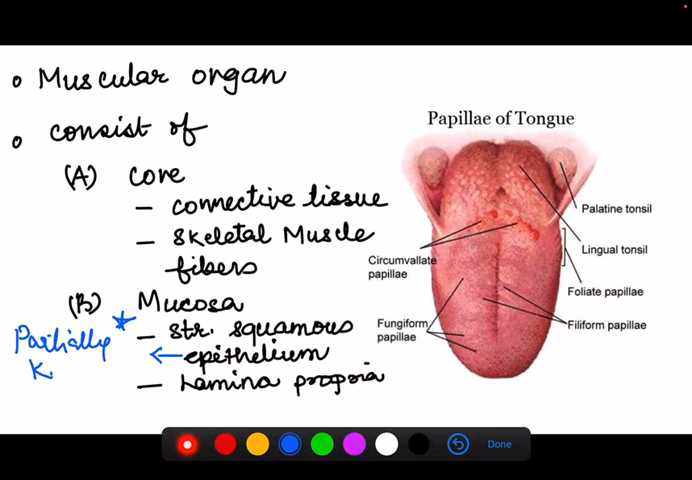 • Muscular organ
• consist of
(A) core
– connective tissue
– skeletal Muscle
fibers
(B) Mucosa
– str. squamous
epithelium
– Lamina propria
Partially
K.
Papillae of Tongue
Palatine tonsil
Lingual tonsil
Circumvallate
papillae
Foliate papillae
Fungiform
papillae
Filiform papillae
Done